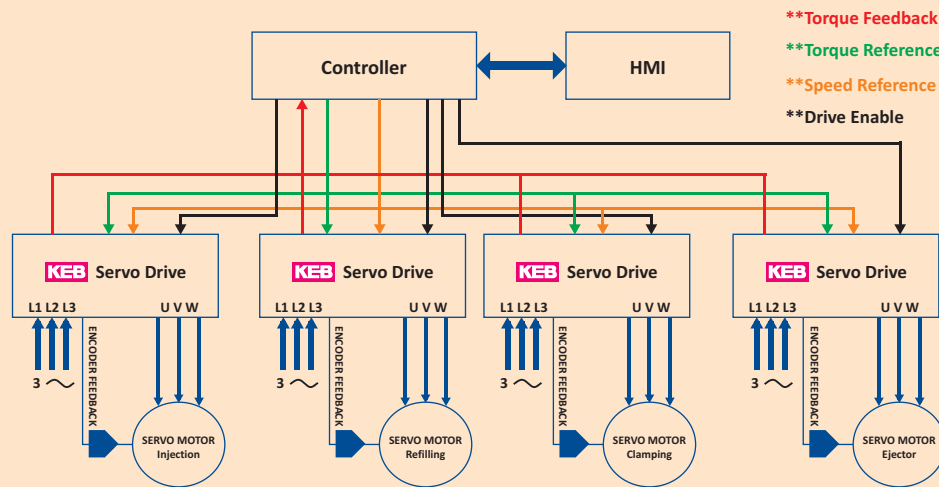 **Torque Feedback
**Torque Reference
**Speed Reference
**Drive Enable
Controller
HMI
KEB Servo Drive
L1 L2 L3
U V W
3
ENCODER FEEDBACK
SERVO MOTOR
Injection
KEB Servo Drive
L1 L2 L3
U V W
3
ENCODER FEEDBACK
SERVO MOTOR
Refilling
KEB Servo Drive
L1 L2 L3
U V W
3
ENCODER FEEDBACK
SERVO MOTOR
Clamping
KEB Servo Drive
L1 L2 L3
U V W
3
ENCODER FEEDBACK
SERVO MOTOR
Ejector